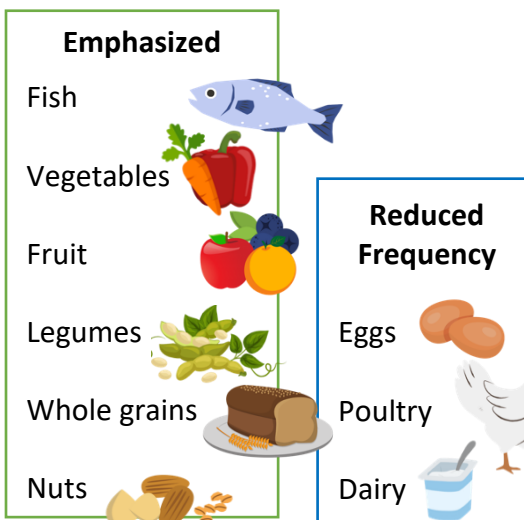 Emphasized
Fish
Vegetables
Fruit
Legumes
Whole grains
Nuts
Reduced
Frequency
Eggs
Poultry
Dairy